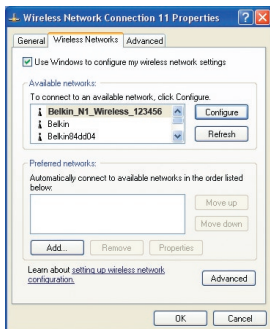 Wireless Network Connection 11 Properties
General Wireless Networks Advanced
Use Windows to configure my wireless network settings
Available networks:
To connect to an available network, click Configure.
Belkin_N1_Wireless_123456
Configure
Belkin
Belkin84dd04
Refresh
Preferred networks:
Automatically connect to available networks in the order listed
below:
Move up
Move down
Add... Remove Properties
Learn about setting up wireless network
configuration.
Advanced
OK Cancel